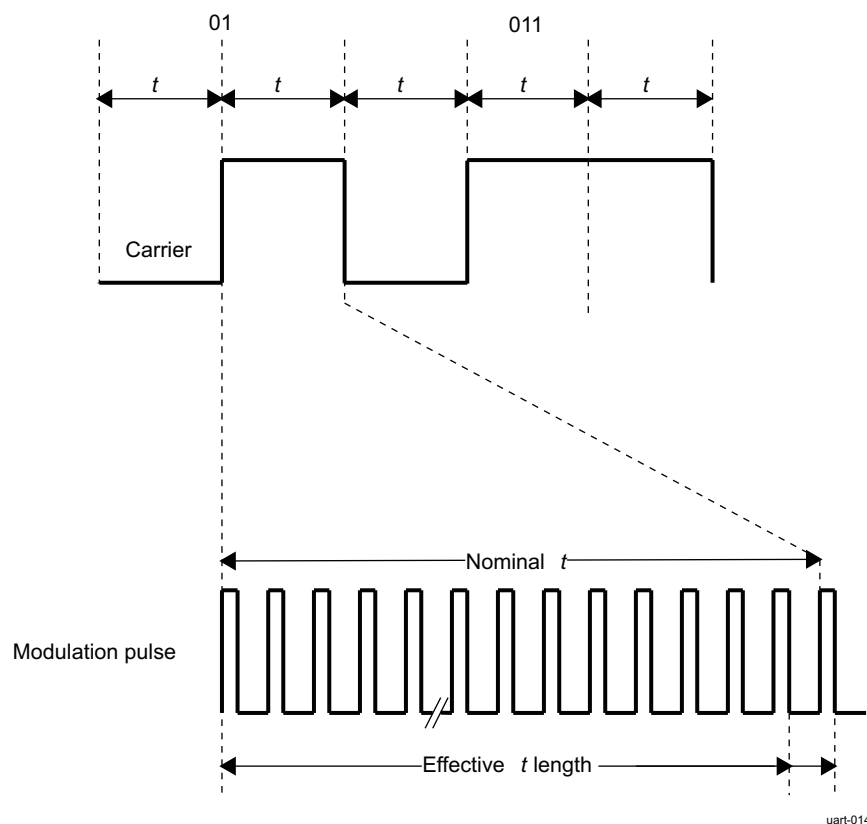 01 011
t t t t t
Carrier
Nominal t
Modulation pulse
Effective t length
uart-014